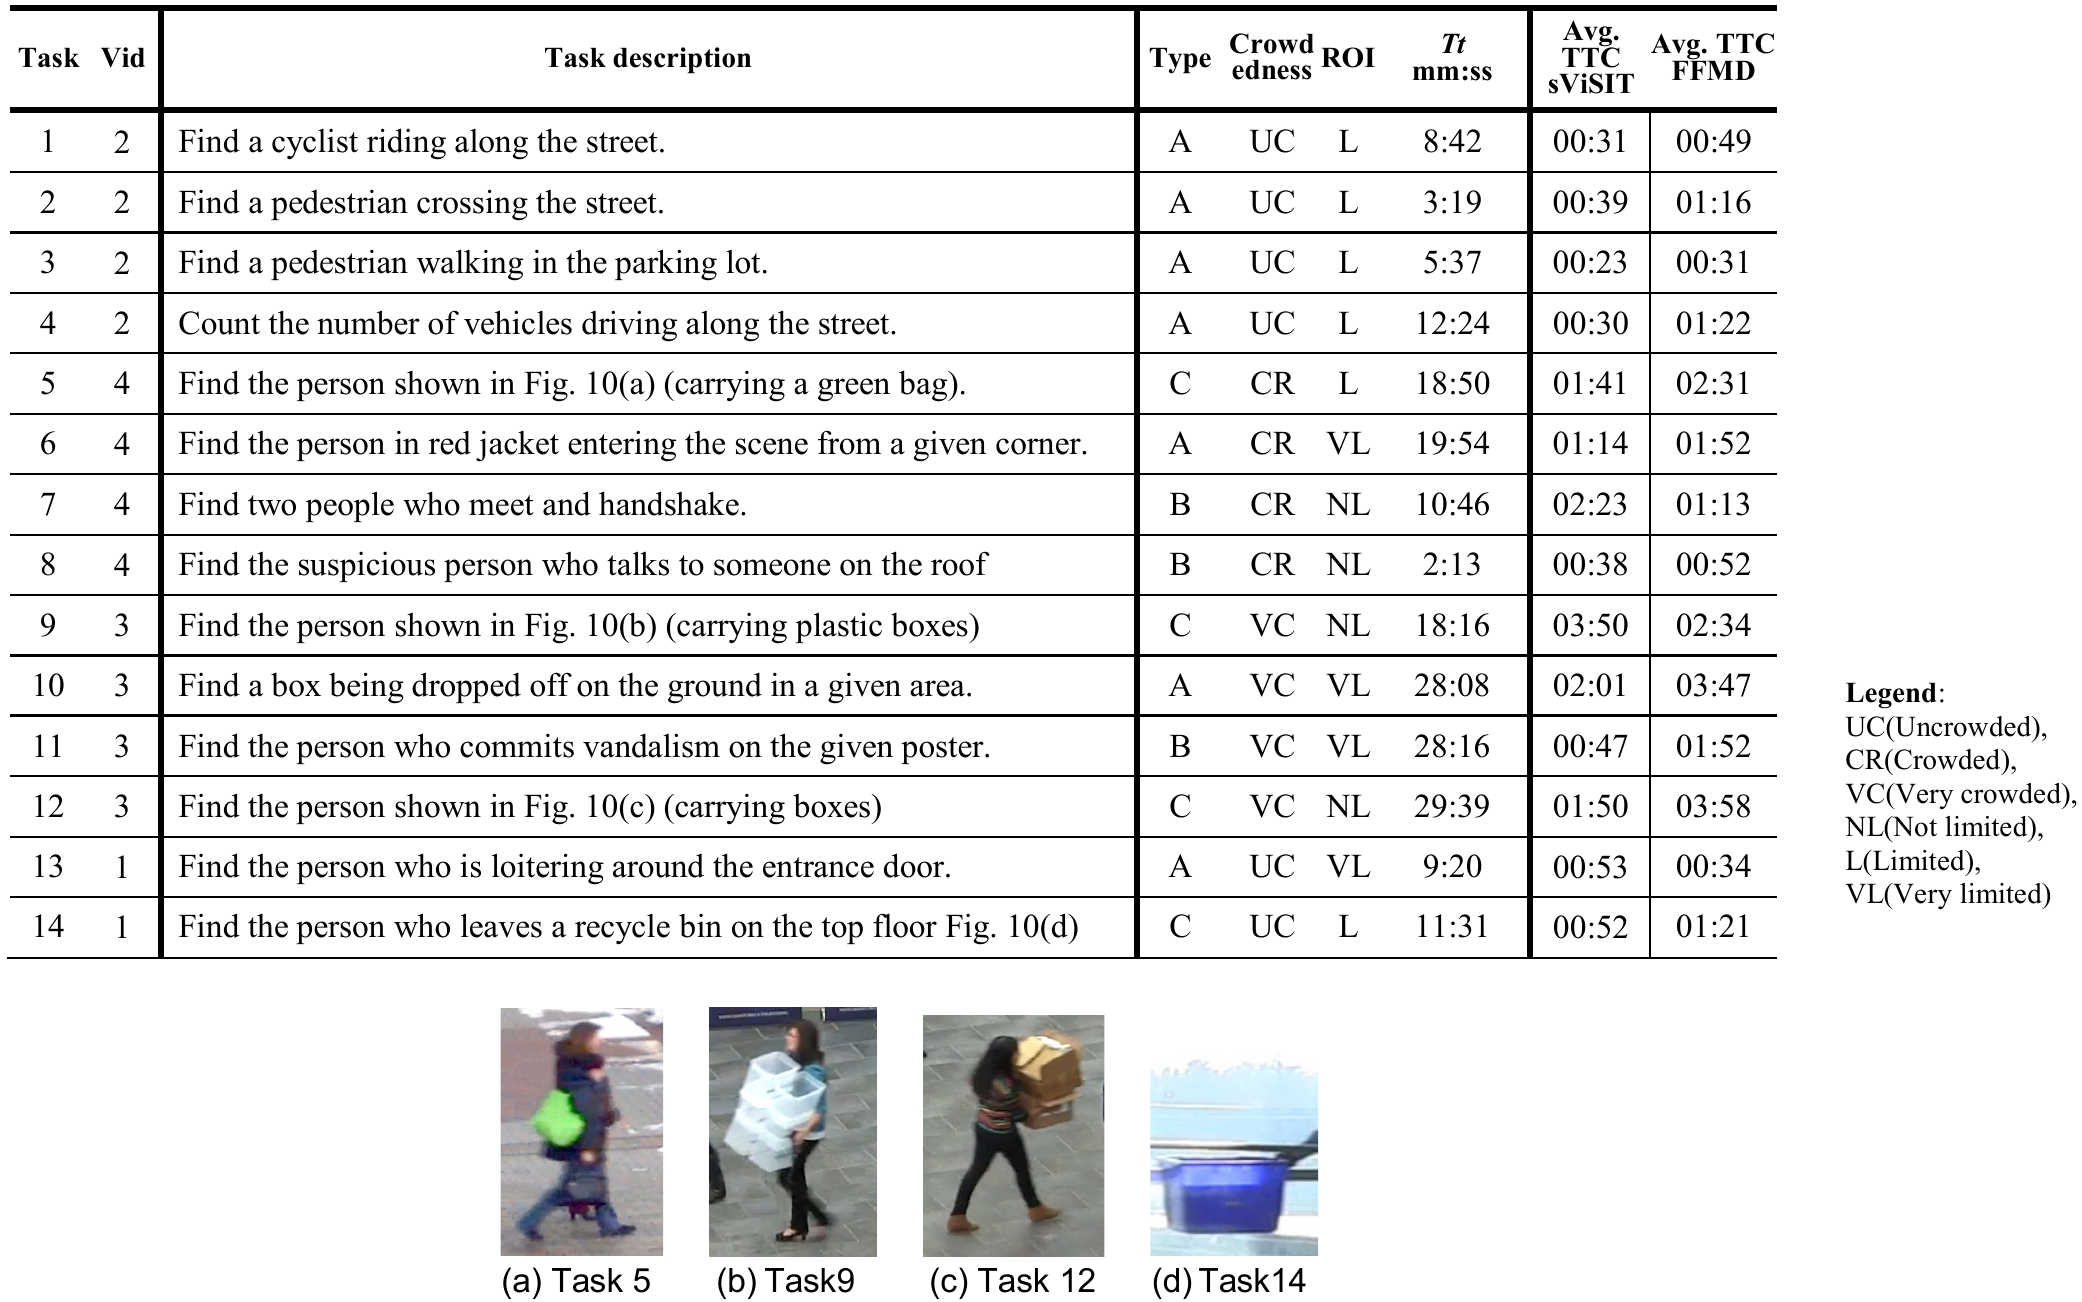 Task Vid Task description Type Crowd edness ROI Tt mm:ss Avg. TTC sViSIT Avg. TTC FFMD
1 2 Find a cyclist riding along the street. A UC L 8:42 00:31 00:49
2 2 Find a pedestrian crossing the street. A UC L 3:19 00:39 01:16
3 2 Find a pedestrian walking in the parking lot. A UC L 5:37 00:23 00:31
4 2 Count the number of vehicles driving along the street. A UC L 12:24 00:30 01:22
5 4 Find the person shown in Fig. 10(a) (carrying a green bag). C CR L 18:50 01:41 02:31
6 4 Find the person in red jacket entering the scene from a given corner. A CR VL 19:54 01:14 01:52
7 4 Find two people who meet and handshake. B CR NL 10:46 02:23 01:13
8 4 Find the suspicious person who talks to someone on the roof B CR NL 2:13 00:38 00:52
9 3 Find the person shown in Fig. 10(b) (carrying plastic boxes) C VC NL 18:16 03:50 02:34
10 3 Find a box being dropped off on the ground in a given area. A VC VL 28:08 02:01 03:47
11 3 Find the person who commits vandalism on the given poster. B VC VL 28:16 00:47 01:52
12 3 Find the person shown in Fig. 10(c) (carrying boxes) C VC NL 29:39 01:50 03:58
13 1 Find the person who is loitering around the entrance door. A UC VL 9:20 00:53 00:34
14 1 Find the person who leaves a recycle bin on the top floor Fig. 10(d) C UC L 11:31 00:52 01:21
Legend:
UC(Uncrowded),
CR(Crowded),
VC(Very crowded),
NL(Not limited),
L(Limited),
VL(Very limited)
(a) Task 5 (b) Task9 (c) Task 12 (d) Task14